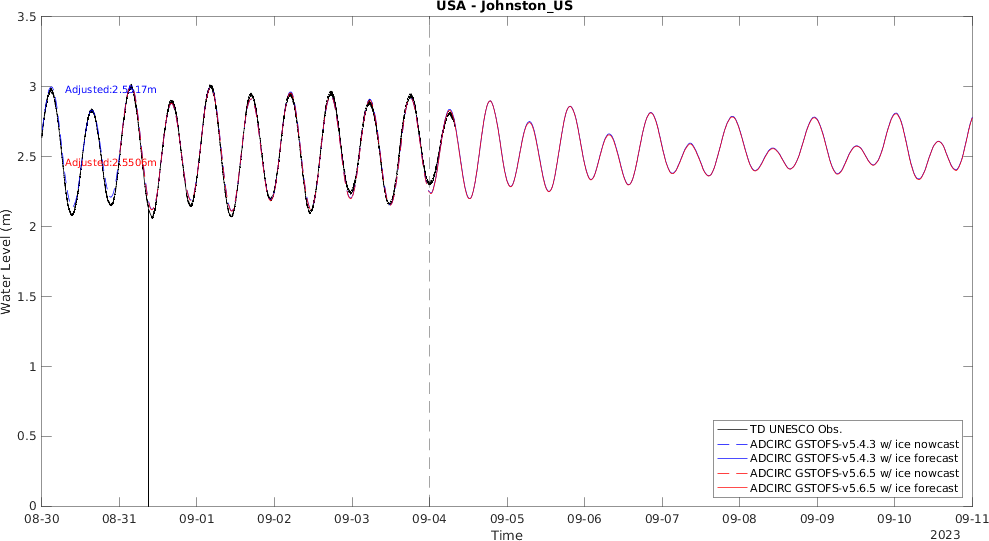 USA - Johnston_US
3.5
3
2.5
2
1.5
1
0.5
0
Water Level (m)
Adjusted:2.5517m
Adjusted:2.5506m
TD UNESCO Obs.
ADCIRC GSTOFS-v5.4.3 w/ ice nowcast
ADCIRC GSTOFS-v5.4.3 w/ ice forecast
ADCIRC GSTOFS-v5.6.5 w/ ice nowcast
ADCIRC GSTOFS-v5.6.5 w/ ice forecast
08-30 08-31 09-01 09-02 09-03 09-04 09-05 09-06 09-07 09-08 09-09 09-10 09-11
Time
2023